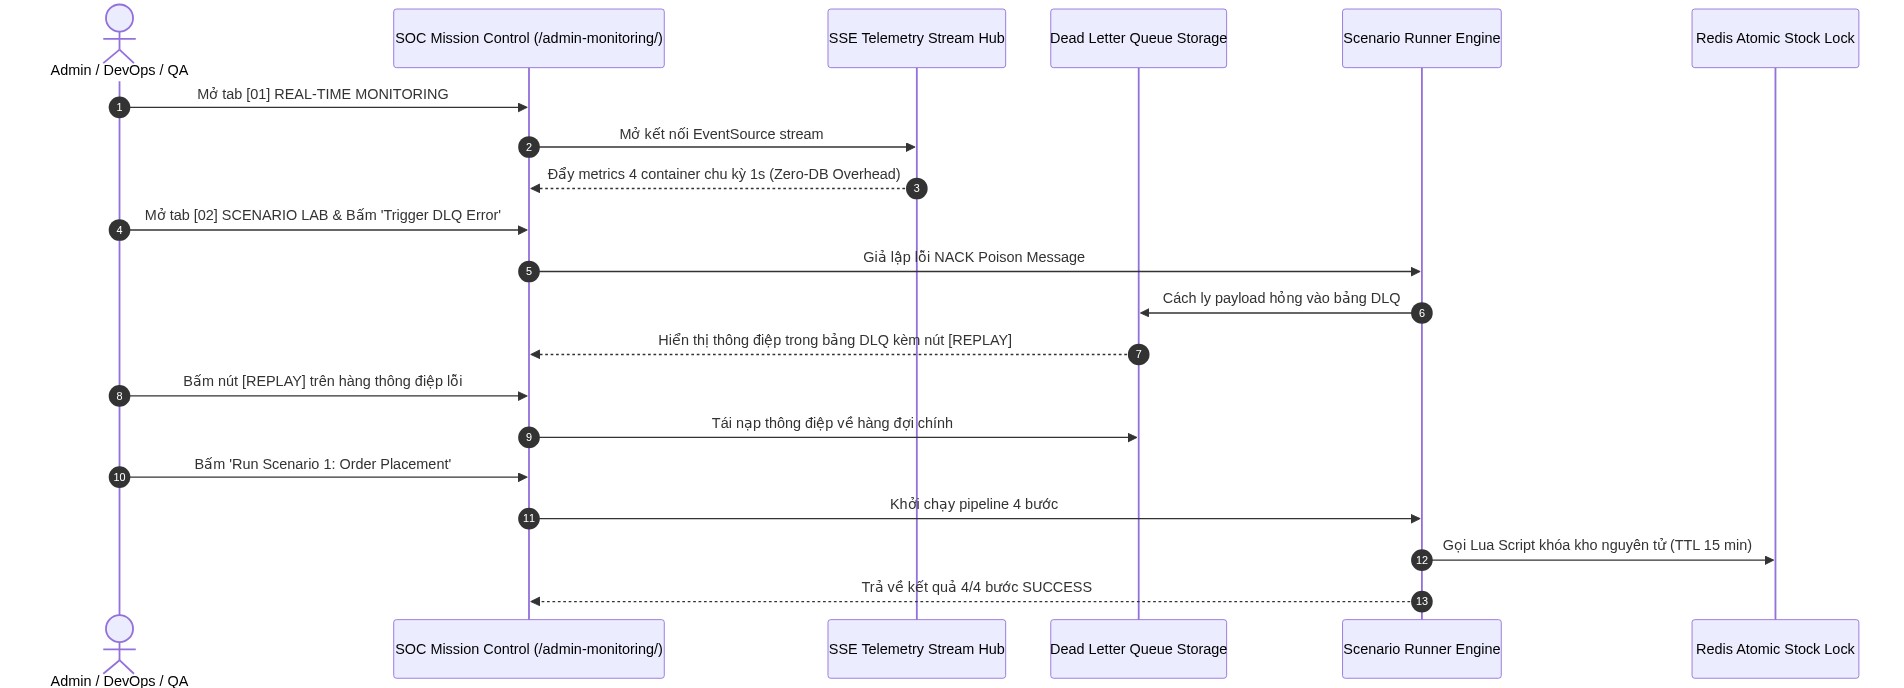 SOC Mission Control (/admin-monitoring/)
SSE Telemetry Stream Hub
Dead Letter Queue Storage
Scenario Runner Engine
Redis Atomic Stock Lock
Admin / DevOps / QA
Mở tab [01] REAL-TIME MONITORING
1
Mở kết nối EventSource stream
2
Đẩy metrics 4 container chu kỳ 1s (Zero-DB Overhead)
3
Mở tab [02] SCENARIO LAB & Bấm 'Trigger DLQ Error'
4
Giả lập lỗi NACK Poison Message
5
Cách ly payload hỏng vào bảng DLQ
6
Hiển thị thông điệp trong bảng DLQ kèm nút [REPLAY]
7
Bấm nút [REPLAY] trên hàng thông điệp lỗi
8
Tái nạp thông điệp về hàng đợi chính
9
Bấm 'Run Scenario 1: Order Placement'
10
Khởi chạy pipeline 4 bước
11
Gọi Lua Script khóa kho nguyên tử (TTL 15 min)
12
Trả về kết quả 4/4 bước SUCCESS
13
SOC Mission Control (/admin-monitoring/)
SSE Telemetry Stream Hub
Dead Letter Queue Storage
Scenario Runner Engine
Redis Atomic Stock Lock
Admin / DevOps / QA